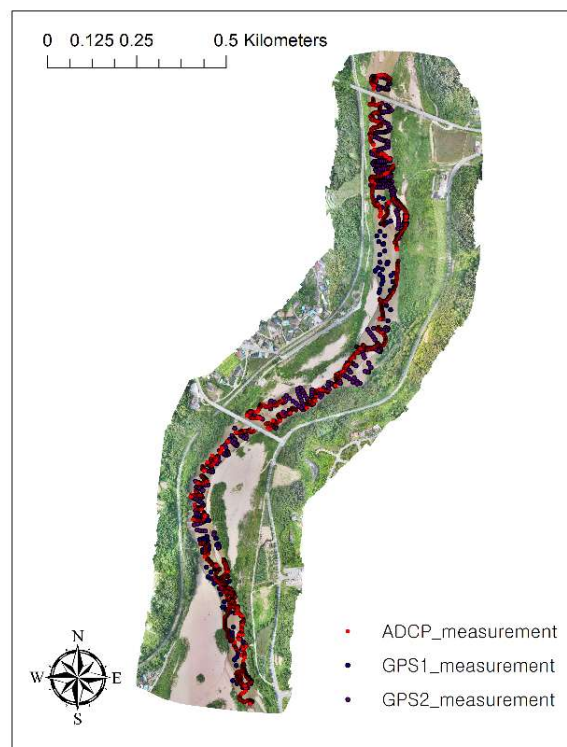 0 0.125 0.25 0.5 Kilometers
N
W E
S
ADCP_measurement
GPS1_measurement
GPS2_measurement